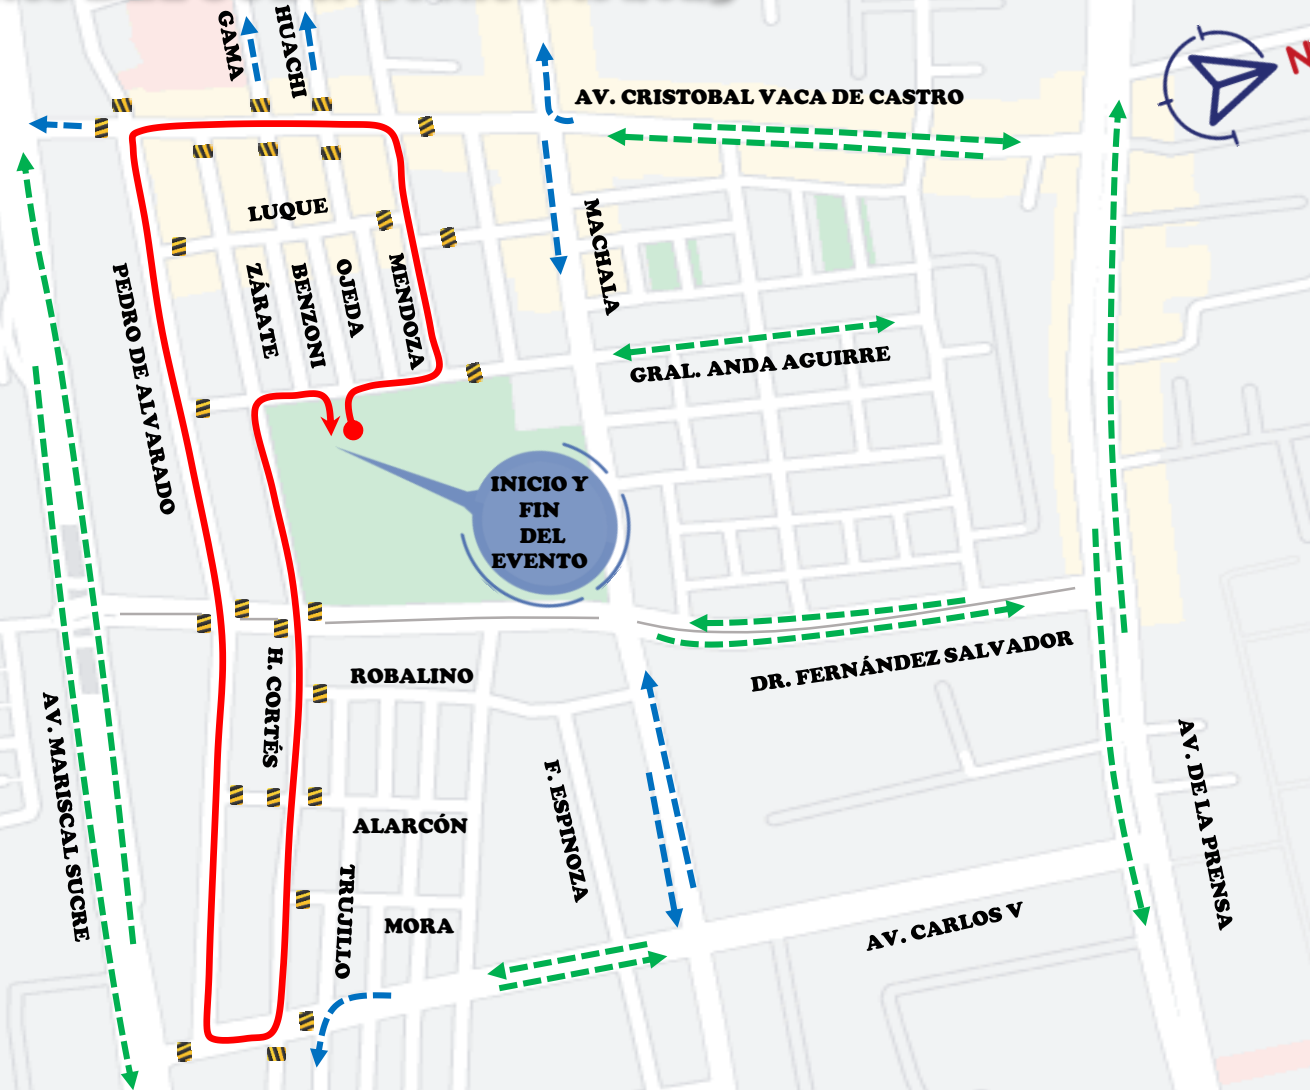 GAMA
HUACHI
N
AV. CRISTOBAL VACA DE CASTRO
LUQUE
MACHALA
PEDRO DE ALVARADO
ZÁRATE
BENZONI
OJEDA
MENDOZA
GRAL. ANDA AGUIRRE
INICIO Y
FIN
DEL
EVENTO
H. CORTÉS
ROBALINO
DR. FERNÁNDEZ SALVADOR
AV. MARISCAL SUCRE
F. ESPINOZA
AV. DE LA PRENSA
ALARCÓN
TRUJILLO
MORA
AV. CARLOS V